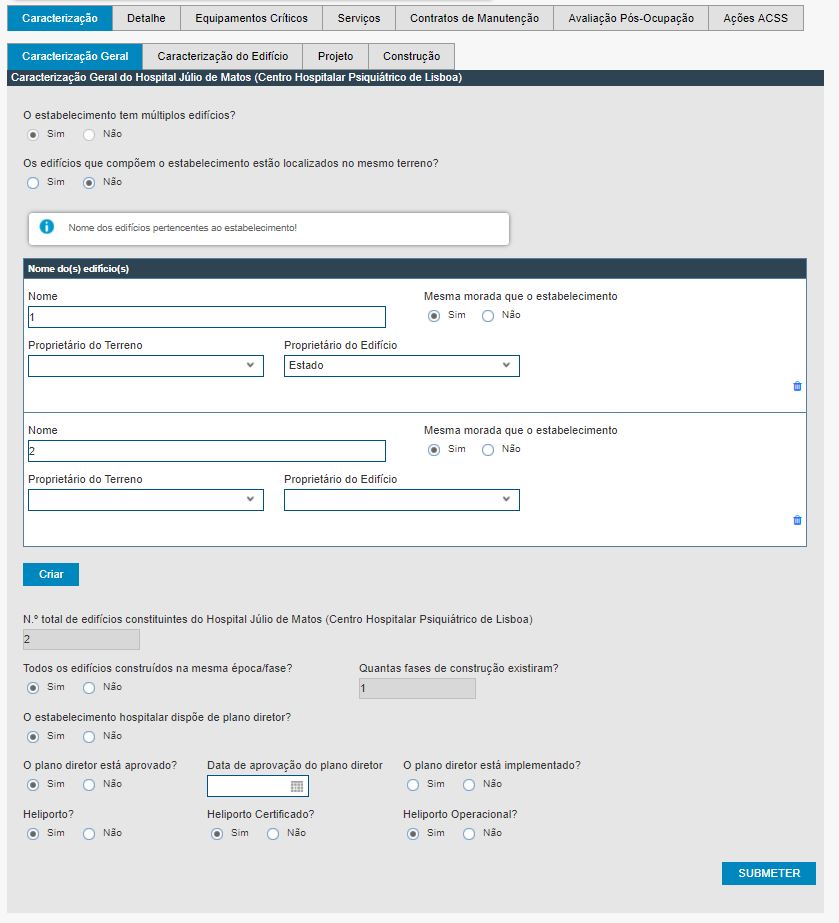 Caracterização Detalhe Equipamentos Críticos Serviços Contratos de Manutenção Avaliação Pós-Ocupação Ações ACSS
Caracterização Geral Caracterização do Edifício Projeto Construção
Caracterização Geral do Hospital Júlio de Matos (Centro Hospitalar Psiquiátrico de Lisboa)
O estabelecimento tem múltiplos edifícios?
Sim Não
Os edifícios que compõem o estabelecimento estão localizados no mesmo terreno?
Sim Não
Nome dos edifícios pertencentes ao estabelecimento!
Nome do(s) edifício(s)
Nome Mesma morada que o estabelecimento
1 Sim Não
Proprietário do Terreno Proprietário do Edifício
Estado
Nome Mesma morada que o estabelecimento
2 Sim Não
Proprietário do Terreno Proprietário do Edifício
Criar
N.º total de edifícios constituintes do Hospital Júlio de Matos (Centro Hospitalar Psiquiátrico de Lisboa)
2
Todos os edifícios construídos na mesma época/fase? Quantas fases de construção existiram?
Sim Não 1
O estabelecimento hospitalar dispõe de plano diretor?
Sim Não
O plano diretor está aprovado? Data de aprovação do plano diretor O plano diretor está implementado?
Sim Não Sim Não
Heliporto? Heliporto Certificado? Heliporto Operacional?
Sim Não Sim Não Sim Não
SUBMETER